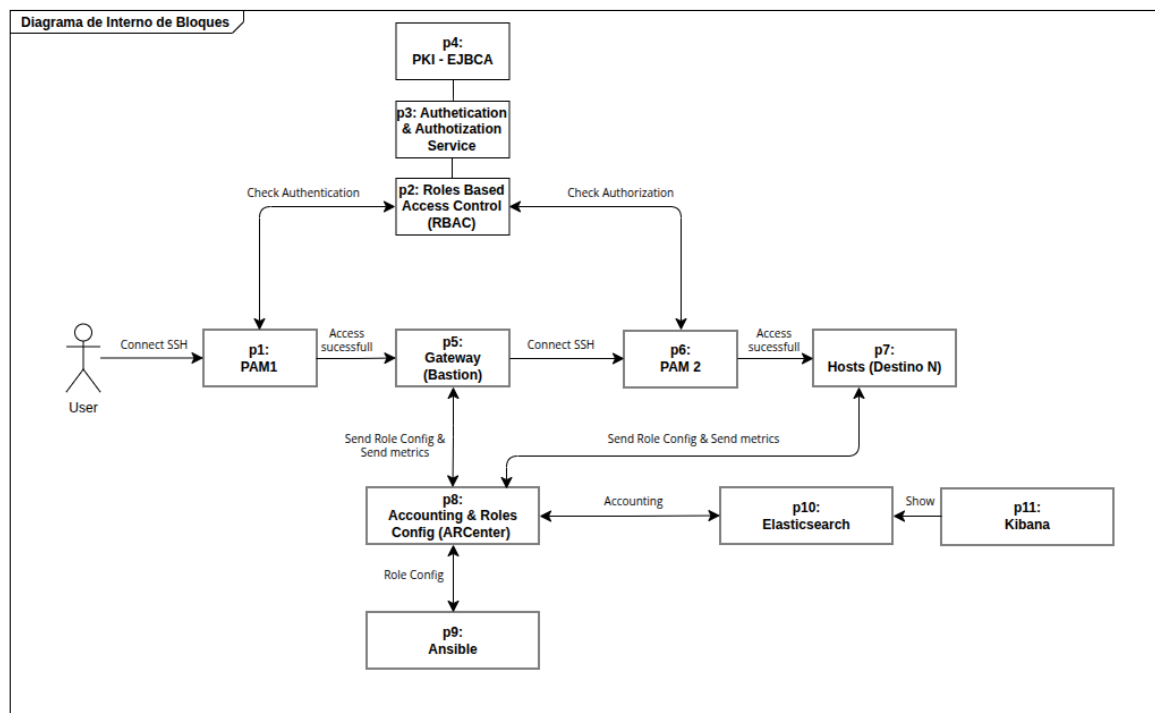 Diagrama de Interno de Bloques
p4:
PKI - EJBCA
p3: Authetication
& Authotization
Service
Check Authentication
p2: Roles Based
Access Control
(RBAC)
Check Authorization
Connect SSH
p1:
PAM1
Access
sucessfull
p5:
Gateway
(Bastion)
Connect SSH
p6:
PAM 2
Access
sucessfull
p7:
Hosts (Destino N)
User
Send Role Config &
Send metrics
Send Role Config & Send metrics
p8:
Accounting & Roles
Config (ARCenter)
Accounting
p10:
Elasticsearch
Show
p11:
Kibana
Role Config
p9:
Ansible